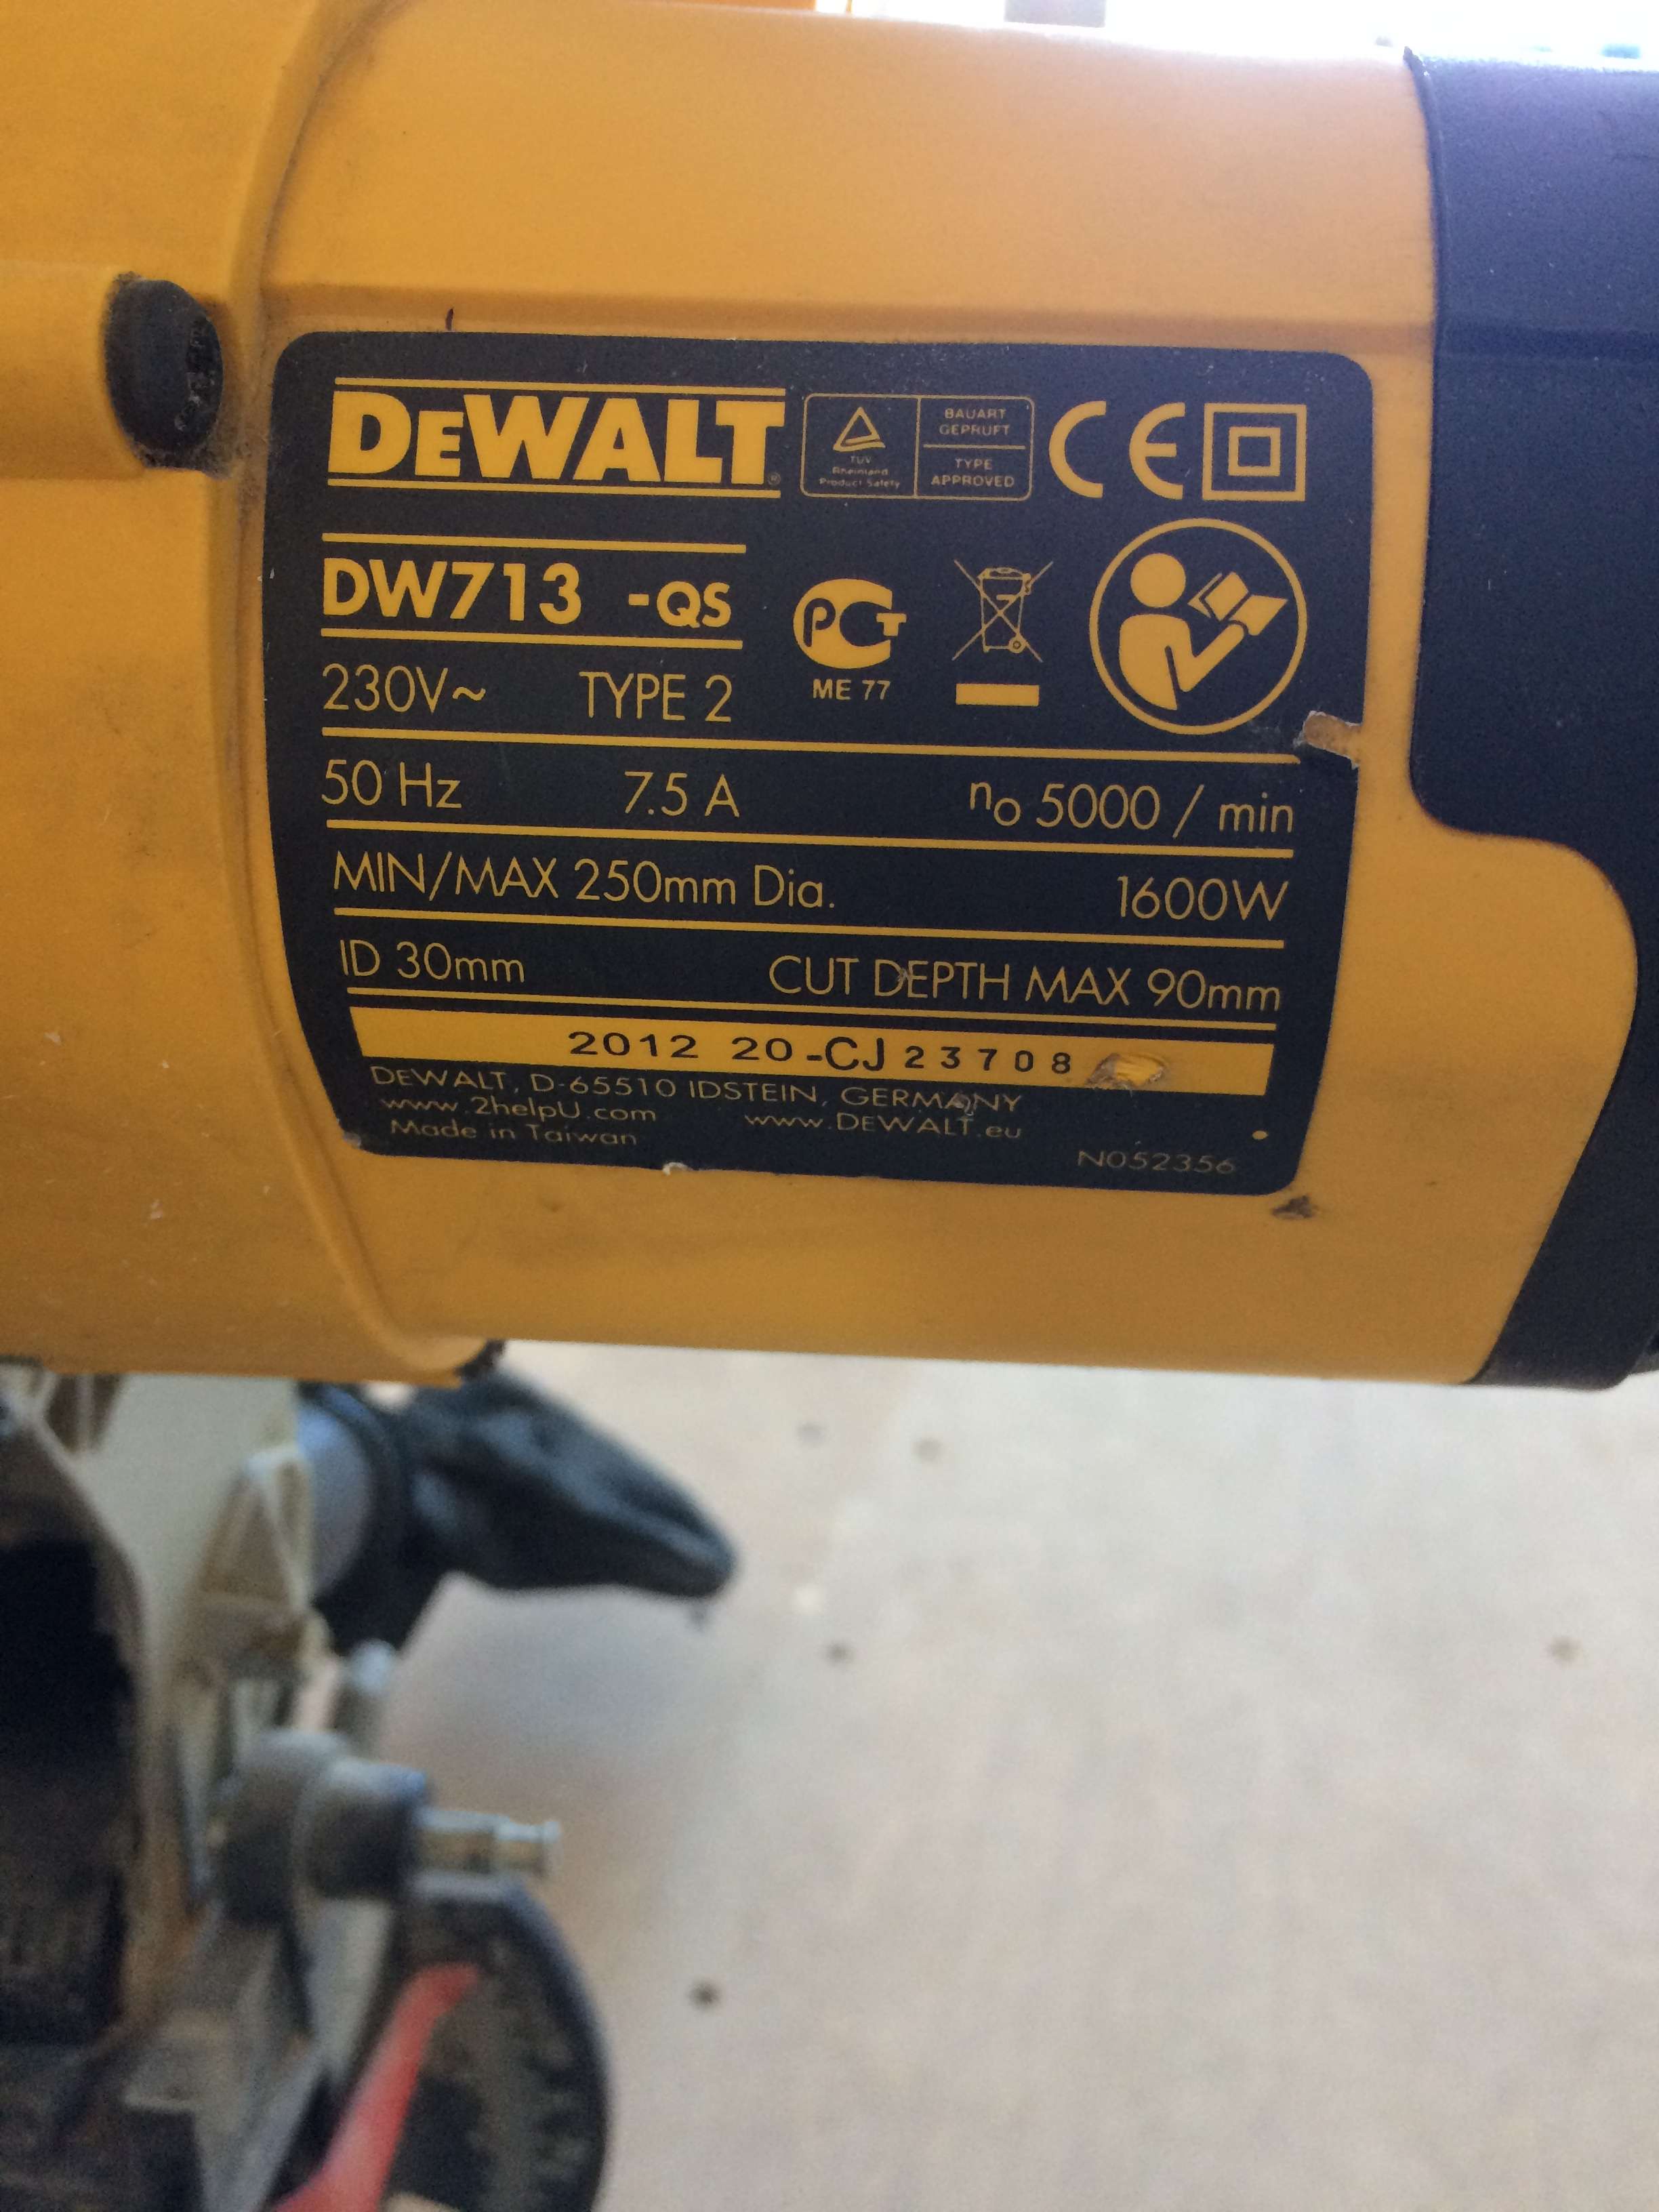 DEWALT®
TUV
Rheinland
Product Safety
BAUART
GEPRUFT
TYPE
APPROVED
CE
DW713 -QS
230V~ TYPE 2
PCT
ME 77
50 Hz 7.5 A n₀ 5000 / min
MIN/MAX 250mm Dia. 1600W
ID 30mm CUT DEPTH MAX 90mm
2012 20-CJ 23708
DEWALT, D-65510 IDSTEIN, GERMANY
www.2helpU.com www.DEWALT.eu
Made in Taiwan
N052356